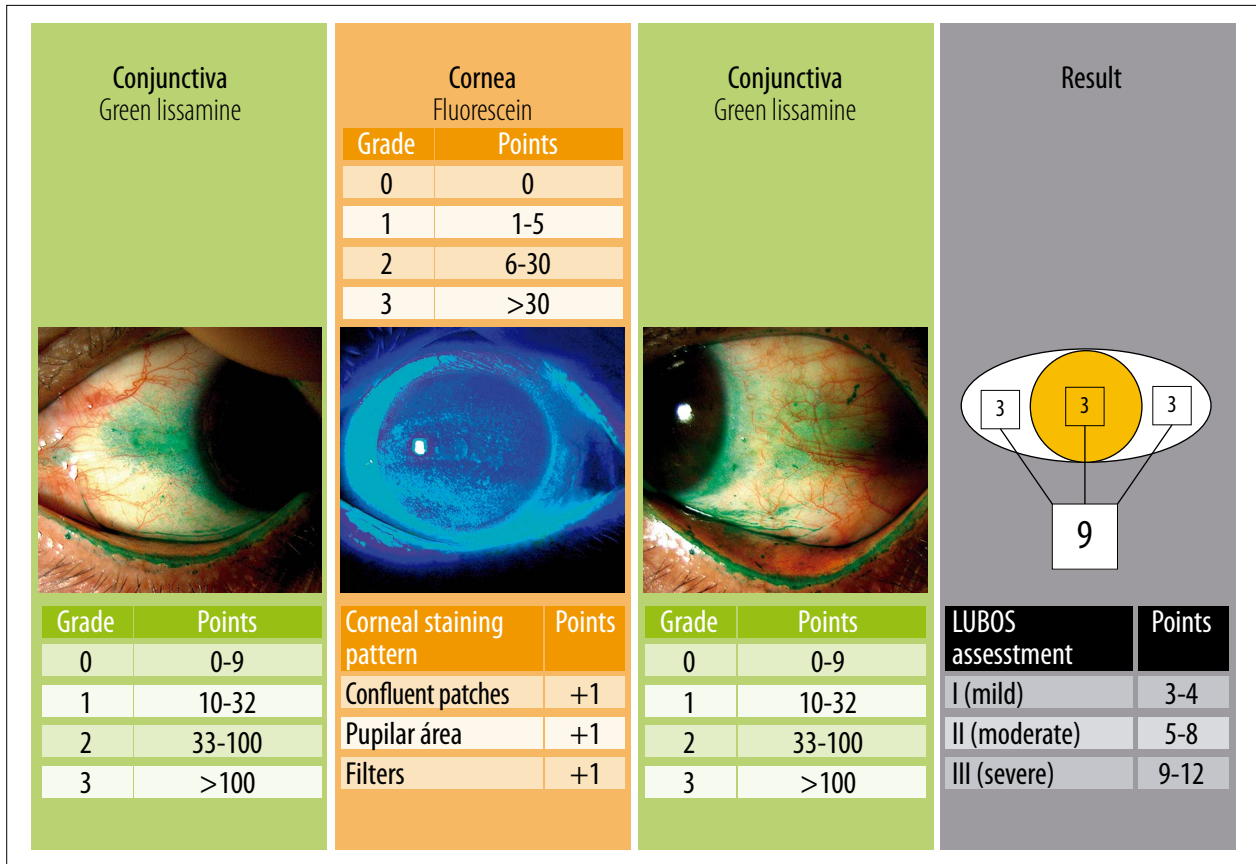 Conjunctiva
Green lissamine
Grade Points
0 0-9
1 10-32
2 33-100
3 >100
Cornea
Fluorescein
Grade Points
0 0
1 1-5
2 6-30
3 >30
Corneal staining Points
pattern
Confluent patches +1
Pupilar área +1
Filters +1
Conjunctiva
Green lissamine
Grade Points
0 0-9
1 10-32
2 33-100
3 >100
Result
3 3 3
9
LUBOS Points
assesstment
I (mild) 3-4
II (moderate) 5-8
III (severe) 9-12